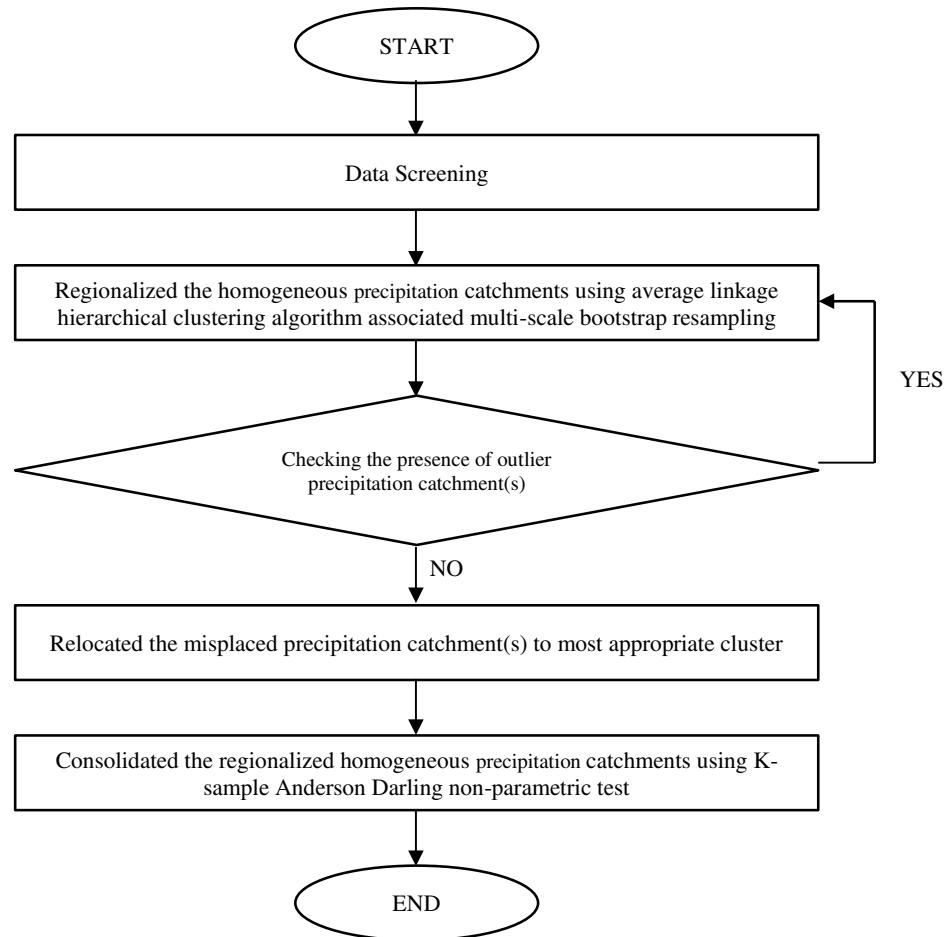 START
Data Screening
Regionalized the homogeneous precipitation catchments using average linkage
hierarchical clustering algorithm associated multi-scale bootstrap resampling
YES
Checking the presence of outlier
precipitation catchment(s)
NO
Relocated the misplaced precipitation catchment(s) to most appropriate cluster
Consolidated the regionalized homogeneous precipitation catchments using K-
sample Anderson Darling non-parametric test
END